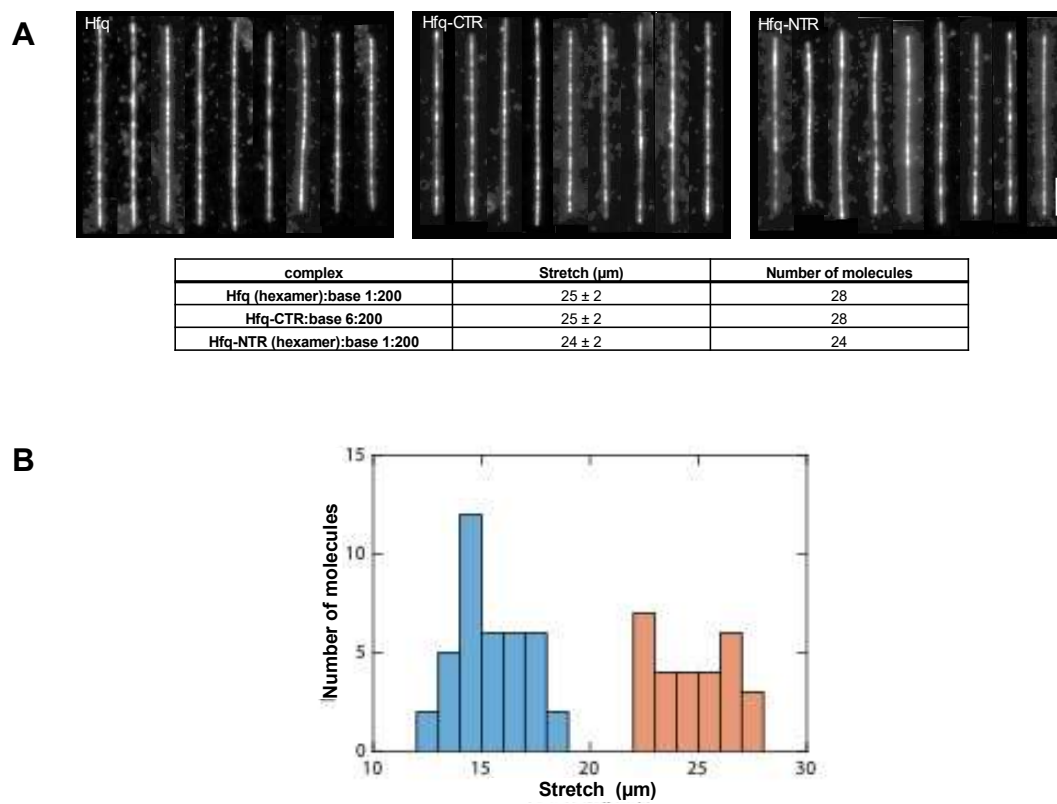 A
Hfq
Hfq-CTR
Hfq-NTR
complex Stretch (µm) Number of molecules
Hfq (hexamer):base 1:200 25 ± 2 28
Hfq-CTR:base 6:200 25 ± 2 28
Hfq-NTR (hexamer):base 1:200 24 ± 2 24
B
15
10
5
0
Number of molecules
10 15 20 25 30
Stretch (µm)